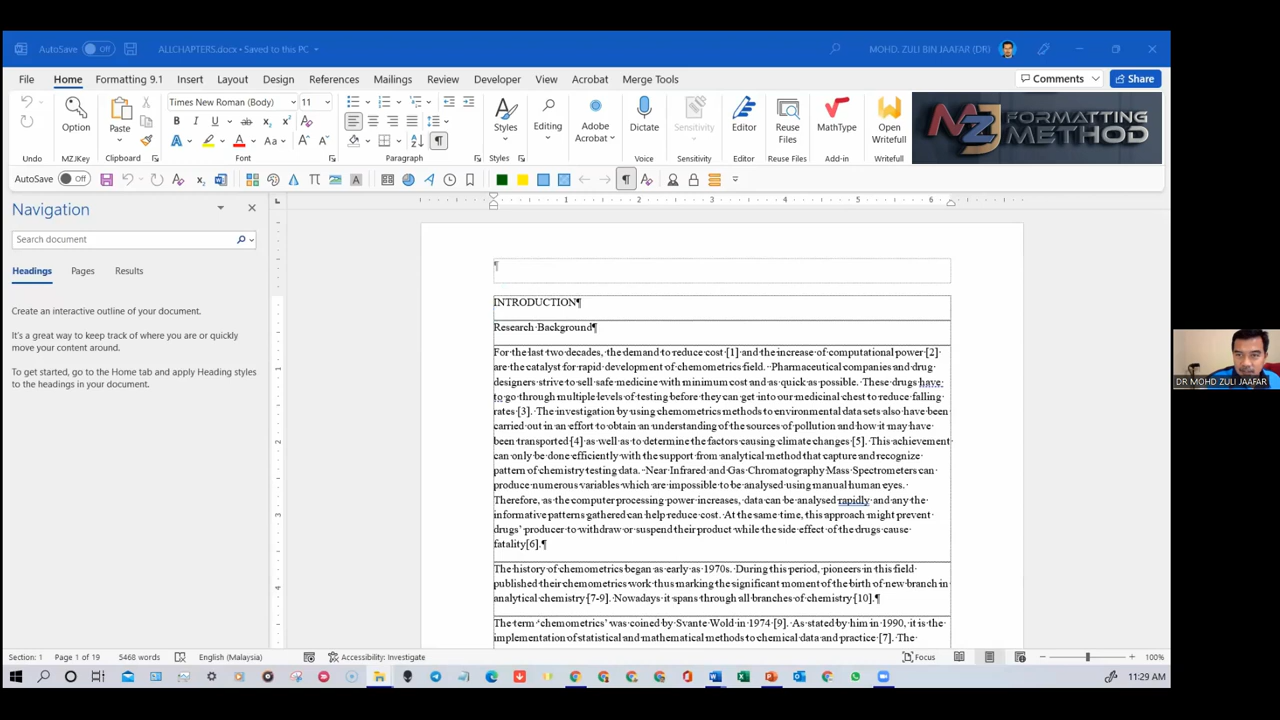 AutoSave Off ALLCHAPTERS.docx • Saved to this PC MOHD. ZULI BIN JAAFAR (DR)
File Home Formatting 9.1 Insert Layout Design References Mailings Review Developer View Acrobat Merge Tools Comments Share
Times New Roman (Body) 11
Option Paste Styles Editing Adobe Acrobat Dictate Sensitivity Editor Reuse Files MathType Open Writefull
MZ FORMATTING METHOD
Undo MZJKey Clipboard Font Paragraph Styles Adobe Acrobat Voice Sensitivity Editor Reuse Files Add-in Writefull
AutoSave Off
Navigation
Search document
Headings Pages Results
Create an interactive outline of your document.
It's a great way to keep track of where you are or quickly
move your content around.
To get started, go to the Home tab and apply Heading styles
to the headings in your document.
1 2 3 4 5 6
¶
INTRODUCTION¶
Research·Background¶
For the last two decades, the demand to reduce cost [1] and the increase of computational power [2]
are the catalyst for rapid development of chemometrics field. Pharmaceutical companies and drug
designers strive to sell safe medicine with minimum cost and as quick as possible. These drugs have
to go through multiple levels of testing before they can get into our medicinal chest to reduce falling
rates [3]. The investigation by using chemometrics methods to environmental data sets also have been
carried out in an effort to obtain an understanding of the sources of pollution and how it may have
been transported [4] as well as to determine the factors causing climate changes [5]. This achievement
can only be done efficiently with the support from analytical method that capture and recognize
pattern of chemistry testing data. Near Infrared and Gas Chromatography Mass Spectrometers can
produce numerous variables which are impossible to be analysed using manual human eyes.
Therefore, as the computer processing power increases, data can be analysed rapidly and any the
informative patterns gathered can help reduce cost. At the same time, this approach might prevent
drugs' producer to withdraw or suspend their product while the side effect of the drugs cause
fatality[6].¶
The history of chemometrics began as early as 1970s. During this period, pioneers in this field
published their chemometrics work thus marking the significant moment of the birth of new branch in
analytical chemistry [7-9]. Nowadays it spans through all branches of chemistry [10].¶
The term 'chemometrics' was coined by Svante Wold in 1974 [9]. As stated by him in 1990, it is the
implementation of statistical and mathematical methods to chemical data and practice [7]. The
DR MOHD ZULI JAAFAR
Section: 1 Page 1 of 19 5468 words English (Malaysia) Accessibility: Investigate Focus 100%
11:29 AM